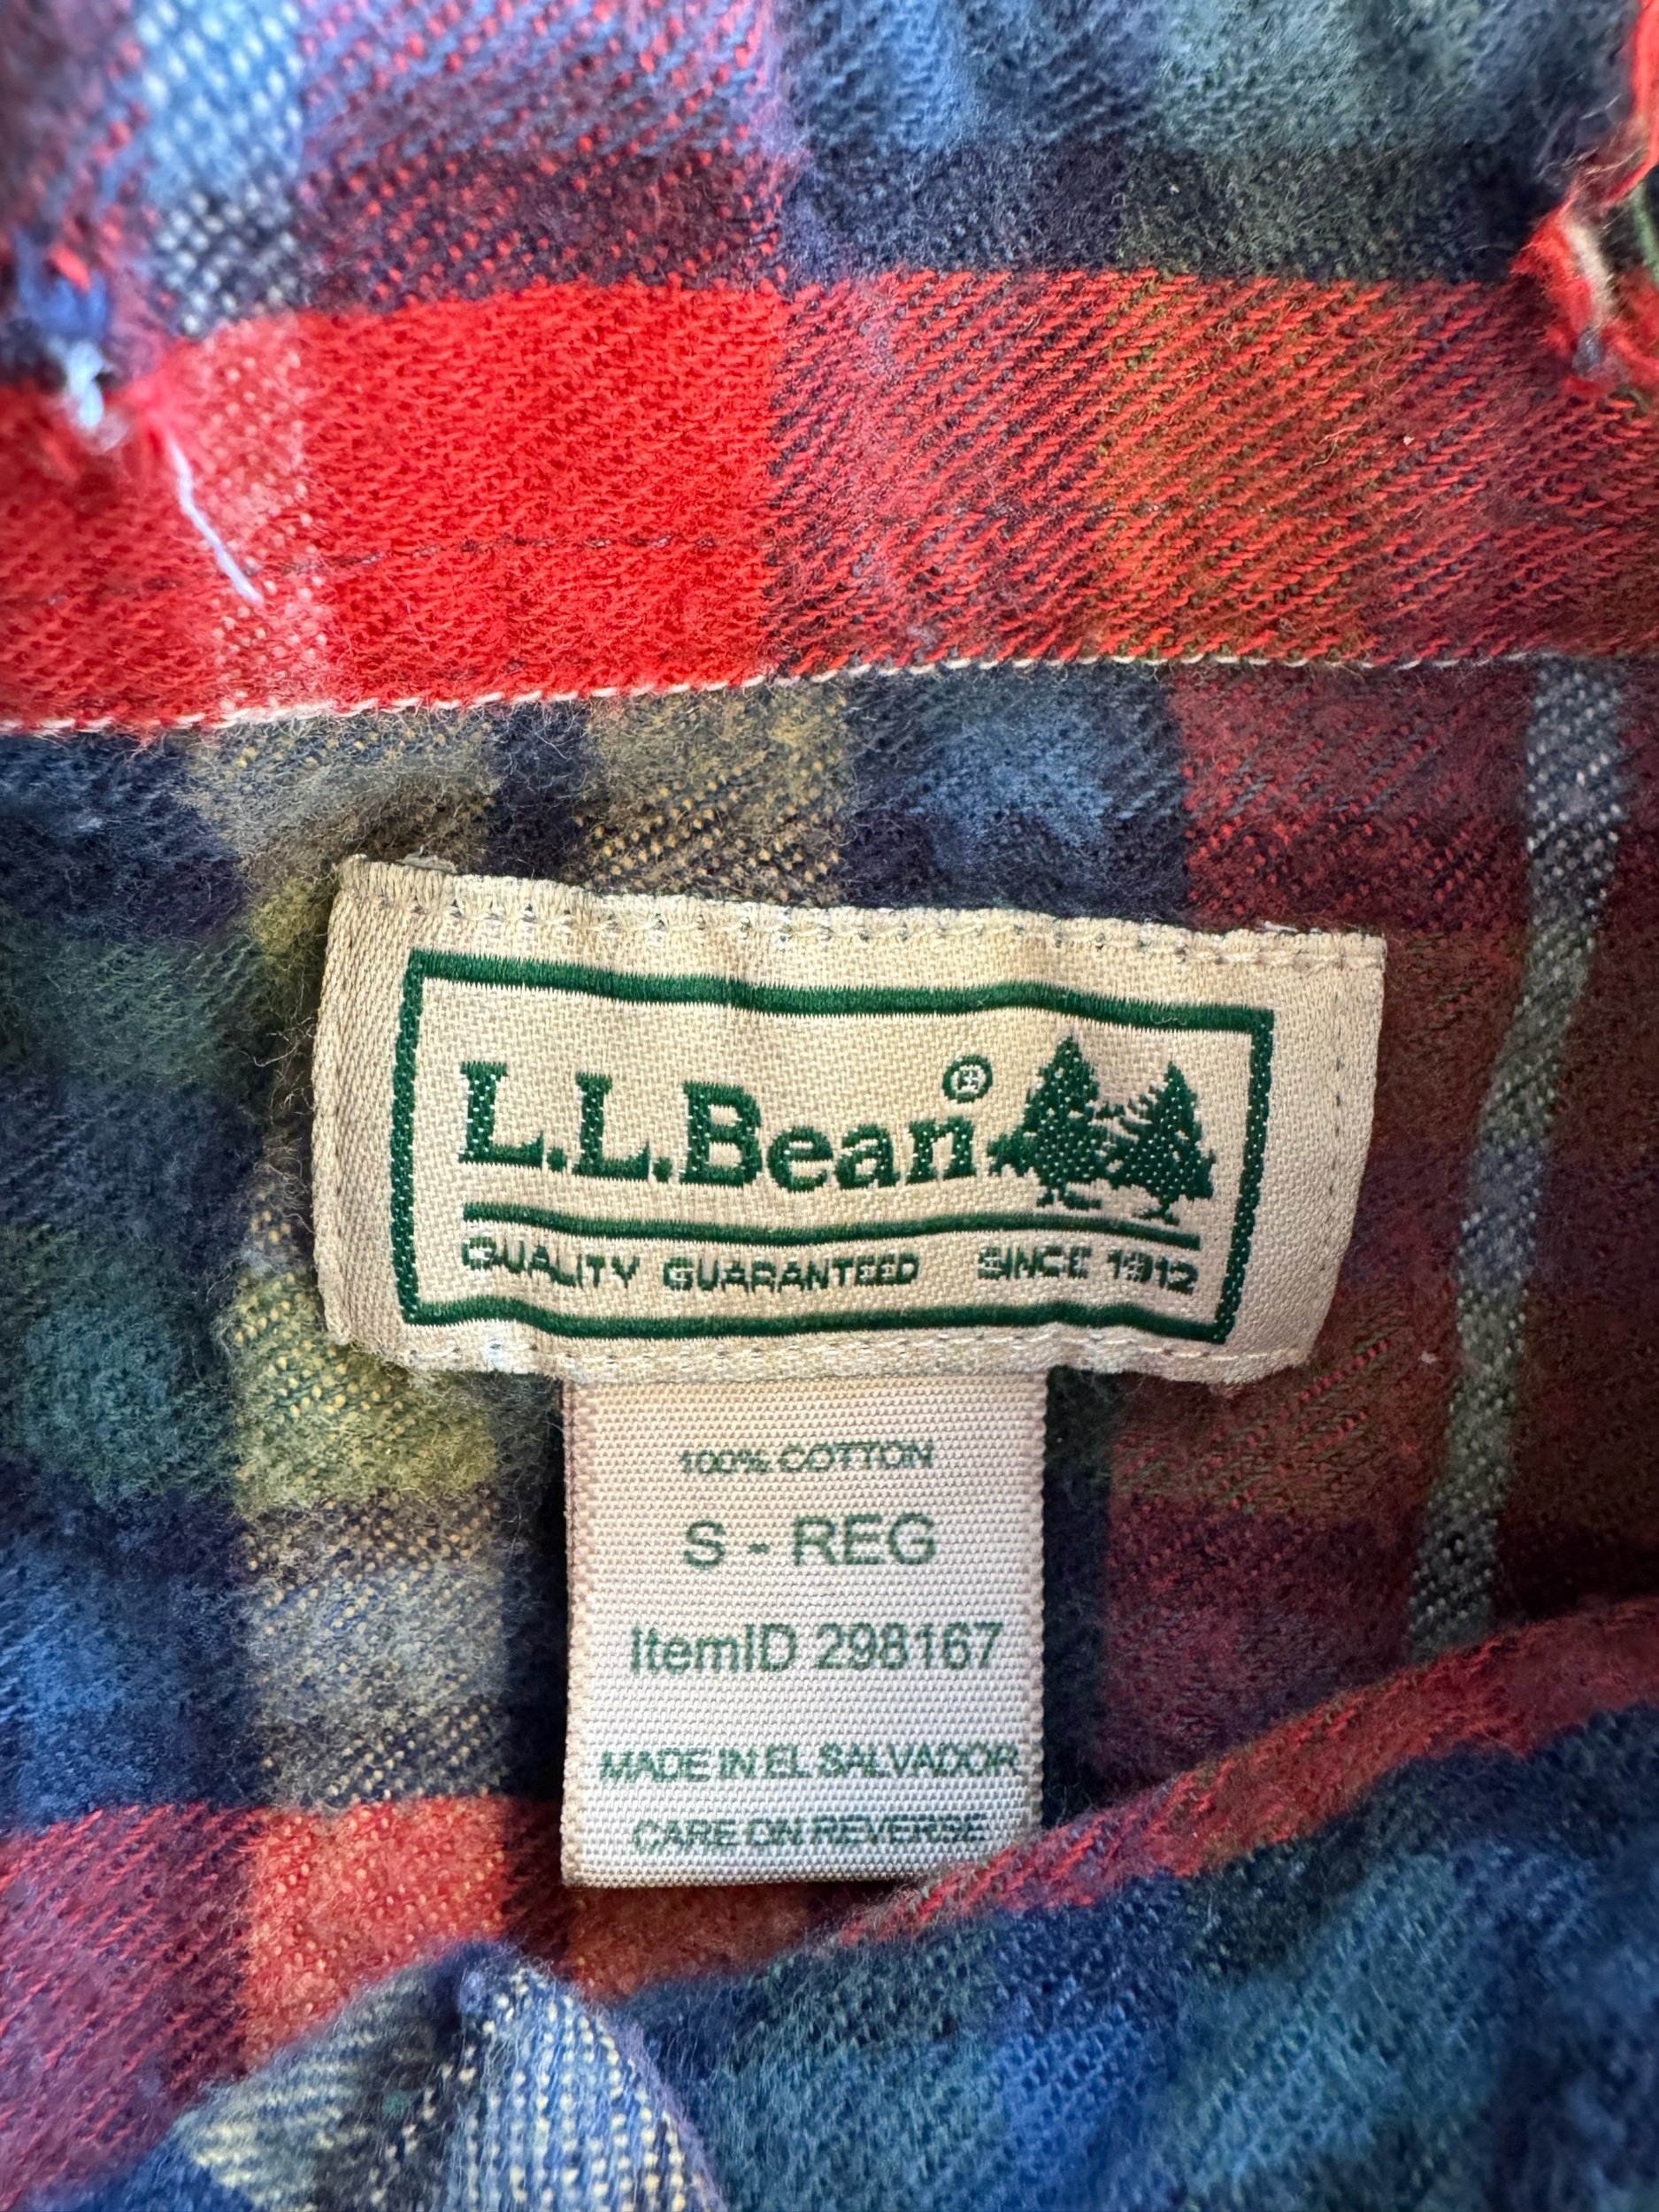 L.L.Bean®
QUALITY GUARANTEED SINCE 1912
100% COTTON
S - REG
ItemID 298167
MADE IN EL SALVADOR
CARE ON REVERSE